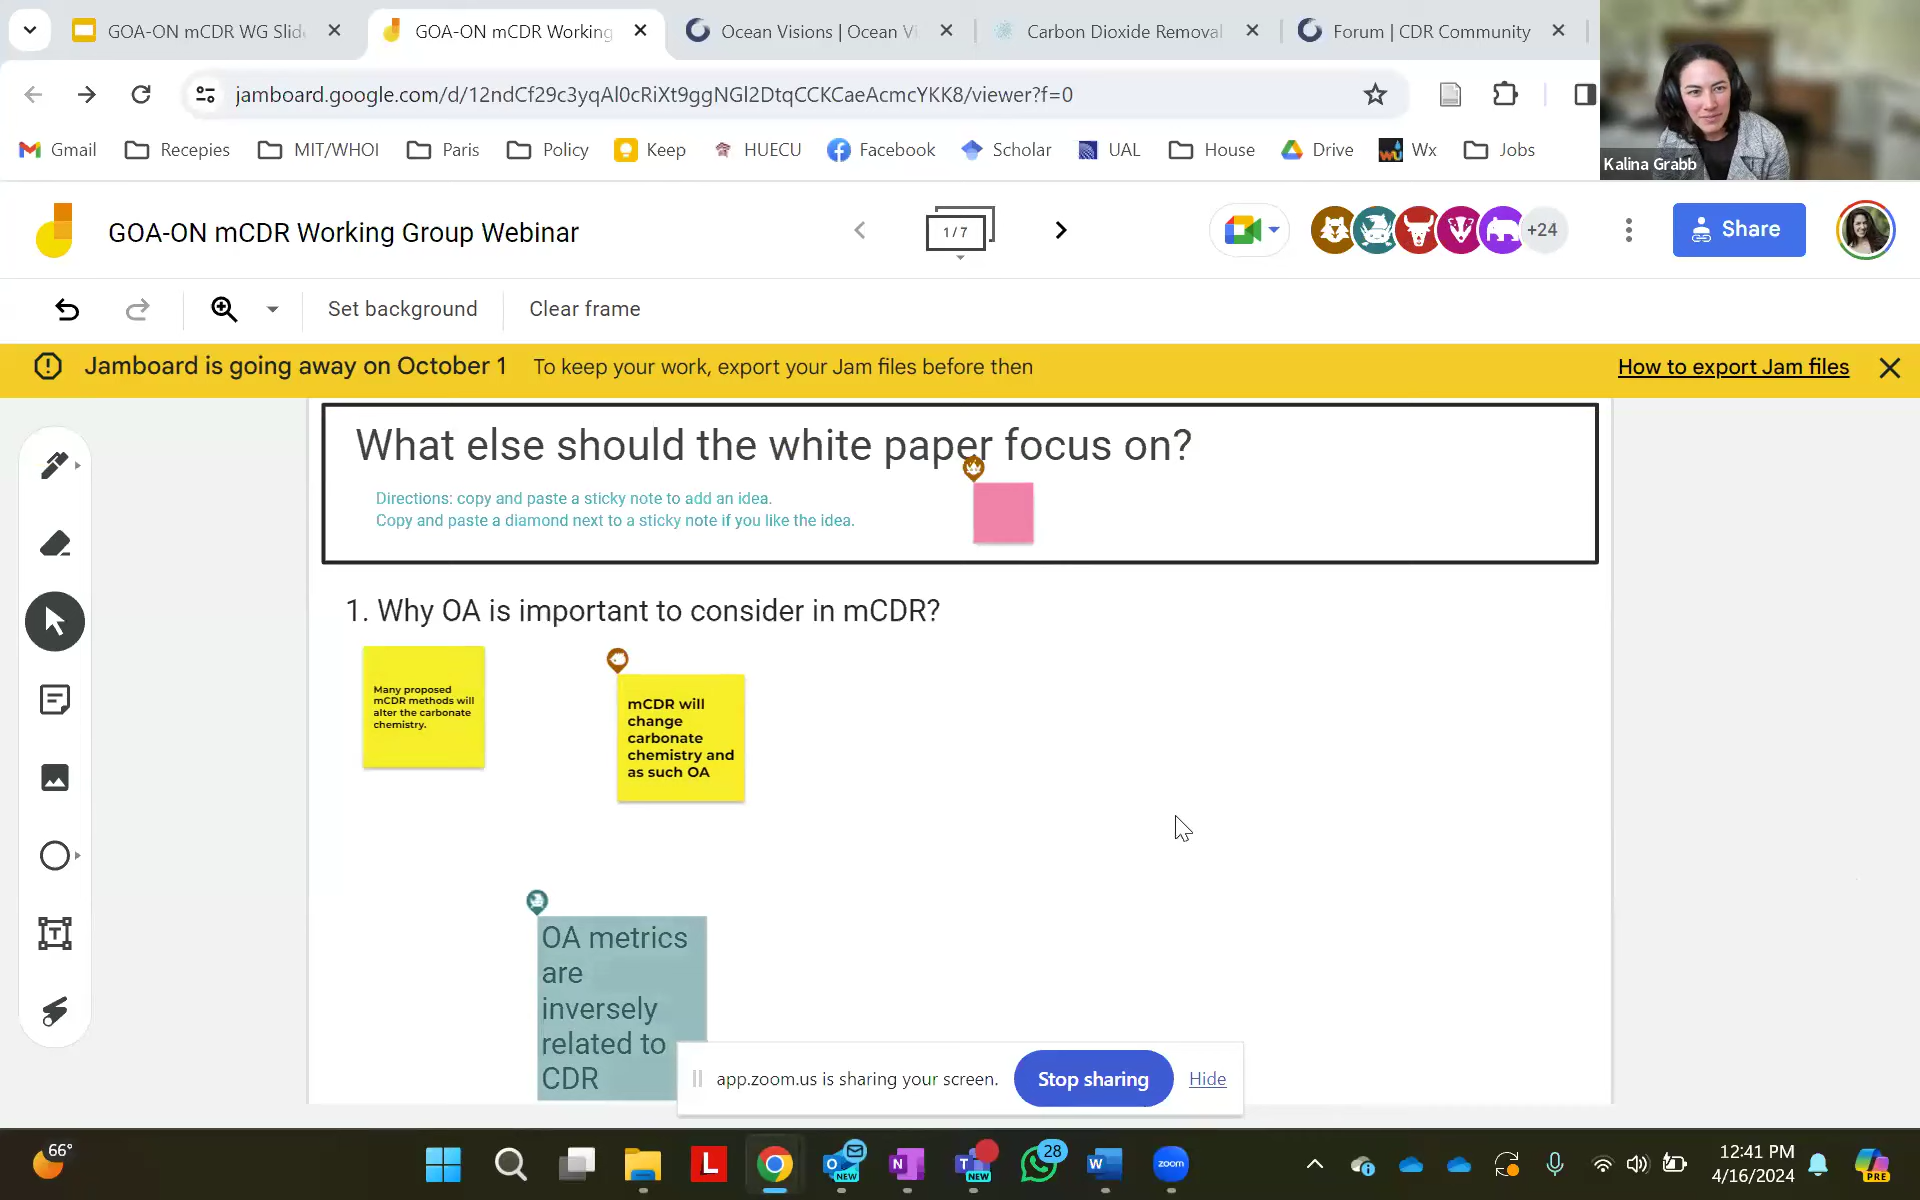 GOA-ON mCDR WG Slid
GOA-ON mCDR Working
Ocean Visions | Ocean Vi
Carbon Dioxide Removal
Forum | CDR Community
jamboard.google.com/d/12ndCf29c3yqAl0cRiXt9ggNGl2DtqCCKCaeAcmcYKK8/viewer?f=0
Gmail
Recepies
MIT/WHOI
Paris
Policy
Keep
HUECU
Facebook
Scholar
UAL
House
Drive
Wx
Jobs
Kalina Grabb
GOA-ON mCDR Working Group Webinar
1 / 7
+24
Share
Set background
Clear frame
Jamboard is going away on October 1
To keep your work, export your Jam files before then
How to export Jam files
What else should the white paper focus on?
Directions: copy and paste a sticky note to add an idea.
Copy and paste a diamond next to a sticky note if you like the idea.
1. Why OA is important to consider in mCDR?
Many proposed
mCDR methods will
alter the carbonate
chemistry.
mCDR will
change
carbonate
chemistry and
as such OA
OA metrics
are
inversely
related to
CDR
app.zoom.us is sharing your screen.
Stop sharing
Hide
66°
L
NEW
N
T
NEW
28
W
zoom
12:41 PM
4/16/2024
PRE